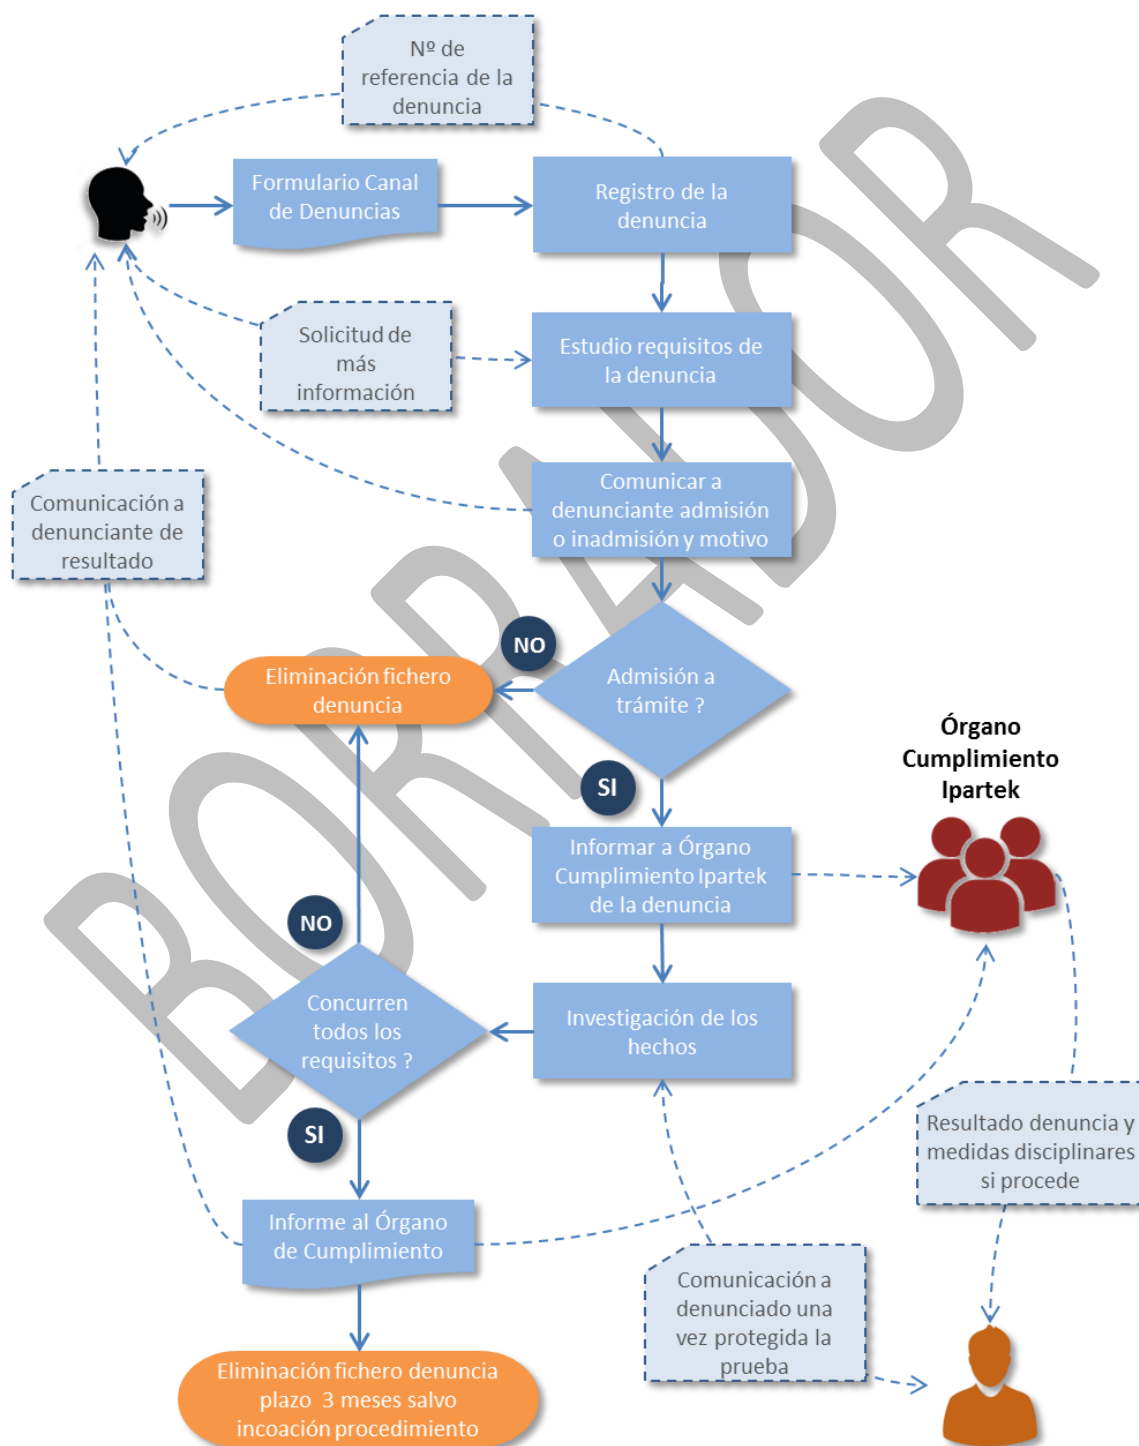 Nº de
referencia de la
denuncia
Formulario Canal
de Denuncias
Registro de la
denuncia
Solicitud de
más
información
Estudio requisitos de
la denuncia
Comunicar a
denunciante admisión
o inadmisión y motivo
Comunicación a
denunciante de
resultado
NO
Admisión a
trámite ?
Eliminación fichero
denuncia
SI
Órgano
Cumplimiento
Ipartek
Informar a Órgano
Cumplimiento Ipartek
de la denuncia
NO
Concurren
todos los
requisitos ?
Investigación de los
hechos
SI
Resultado denuncia y
medidas disciplinares
si procede
Informe al Órgano
de Cumplimiento
Comunicación a
denunciado una
vez protegida la
prueba
Eliminación fichero denuncia
plazo 3 meses salvo
incoación procedimiento
BORRADOR